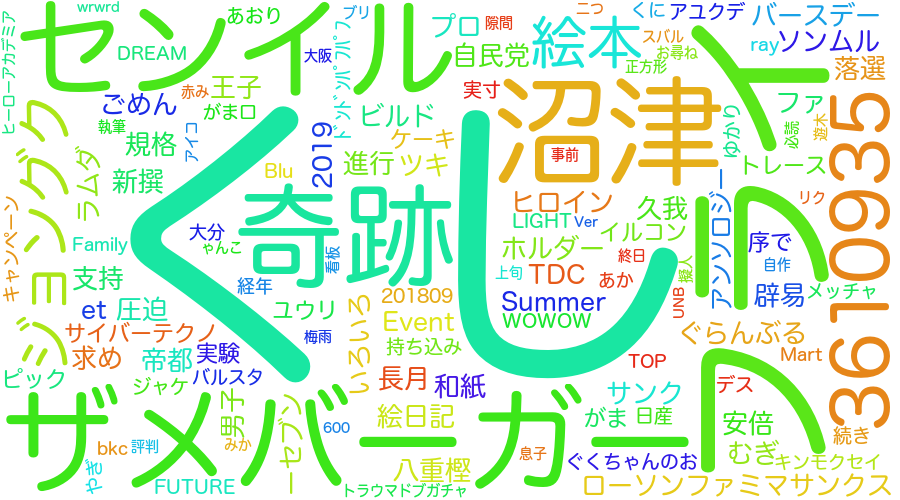 ヒーローアカデミア
wrwrd
センイル
あおり
DREAM
大阪
ブリ
ドンドンパフパフ
プロ
隙間
自民党
絵本
二つ
くに
スバル
お尋ね
正方形
アユクデ
バースデー
ray
ソンムル
落選
赤み
王子
がま口
ごめん
執筆
アイコ
規格
新撰
ラムダ
ジョングク
キャンペーン
2019
ビルド
ケーキ
進行
ツキ
Blu
実寸
沼津
事前
ゆかり
必読
遊木
ファ
トレース
リク
3610935
くじ
奇跡
Family
支持
et
圧迫
大分
ゃんこ
経年
看板
ユウリ
梅雨
ヒロイン
LIGHT
Ver
久我
イルコン
ホルダー
終日
擬人
アンソロジー
序で
自作
辟易
メッチャ
上旬
TDC
あか
UNB
いろいろ
201809
Event
持ち込み
Summer
WOWOW
ぐらんぶる
Mart
サイバーテクノ
求め
帝都
実験
バルスタ
ピック
ジャケ
長月
和紙
TOP
サンク
デス
ザメバーガー
男子
みか
ーセブン
600
絵日記
がま
日産
安倍
むぎ
続き
キンモクセイ
bkc
評判
やぎ
FUTURE
トラウマドブガチャ
八重樫
息子
ぐくちゃんのお
ローソンファミマサンクス